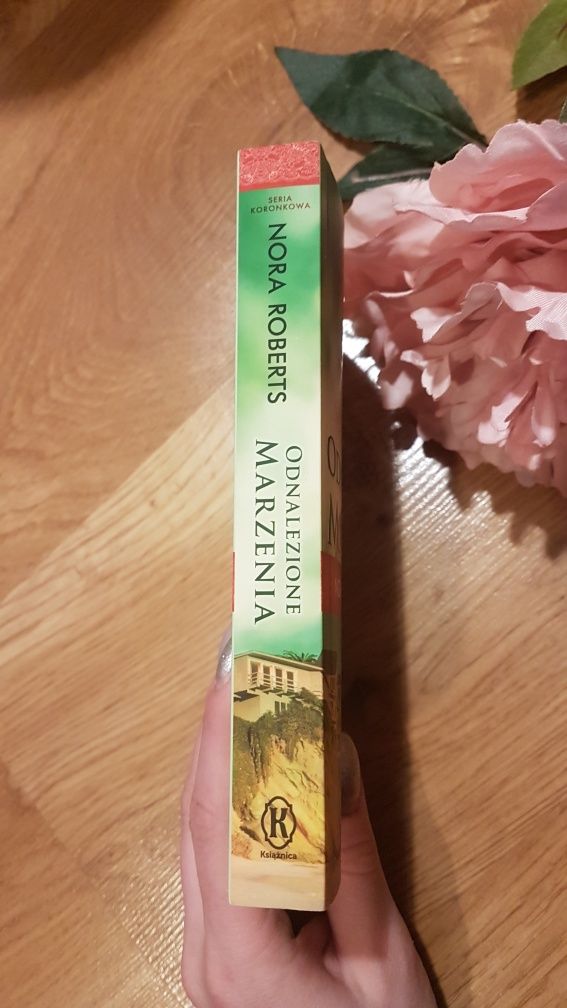 SERIA
KORONKOWA
NORA ROBERTS
ODNALEZIONE
MARZENIA
K
Książnica